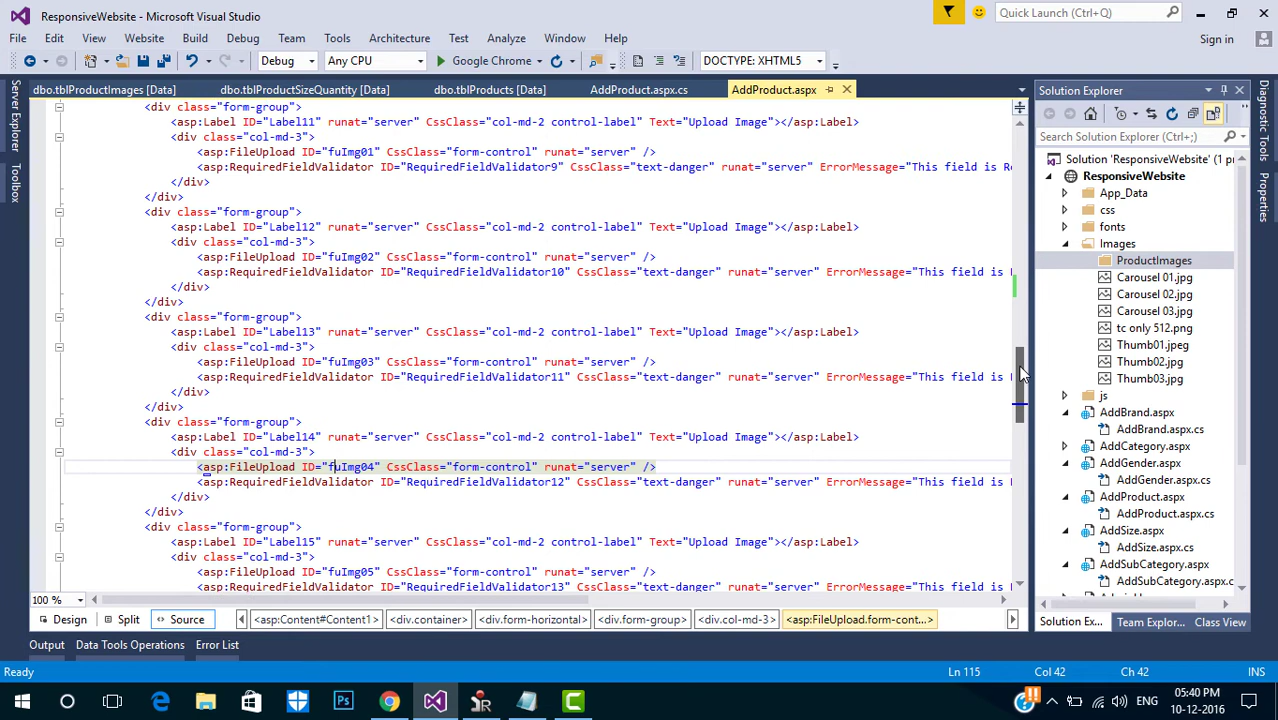 ResponsiveWebsite - Microsoft Visual Studio
Quick Launch (Ctrl+Q)
File Edit View Website Build Debug Team Tools Architecture Test Analyze Window Help
Sign in
Debug Any CPU Google Chrome DOCTYPE: XHTML5
Server Explorer
Toolbox
dbo.tblProductImages [Data] dbo.tblProductSizeQuantity [Data] dbo.tblProducts [Data] AddProduct.aspx.cs AddProduct.aspx
<div class="form-group">
<asp:Label ID="Label11" runat="server" CssClass="col-md-2 control-label" Text="Upload Image"></asp:Label>
<div class="col-md-3">
<asp:FileUpload ID="fuImg01" CssClass="form-control" runat="server" />
<asp:RequiredFieldValidator ID="RequiredFieldValidator9" CssClass="text-danger" runat="server" ErrorMessage="This field is Re
</div>
</div>
<div class="form-group">
<asp:Label ID="Label12" runat="server" CssClass="col-md-2 control-label" Text="Upload Image"></asp:Label>
<div class="col-md-3">
<asp:FileUpload ID="fuImg02" CssClass="form-control" runat="server" />
<asp:RequiredFieldValidator ID="RequiredFieldValidator10" CssClass="text-danger" runat="server" ErrorMessage="This field is
</div>
</div>
<div class="form-group">
<asp:Label ID="Label13" runat="server" CssClass="col-md-2 control-label" Text="Upload Image"></asp:Label>
<div class="col-md-3">
<asp:FileUpload ID="fuImg03" CssClass="form-control" runat="server" />
<asp:RequiredFieldValidator ID="RequiredFieldValidator11" CssClass="text-danger" runat="server" ErrorMessage="This field is
</div>
</div>
<div class="form-group">
<asp:Label ID="Label14" runat="server" CssClass="col-md-2 control-label" Text="Upload Image"></asp:Label>
<div class="col-md-3">
<asp:FileUpload ID="fuImg04" CssClass="form-control" runat="server" />
<asp:RequiredFieldValidator ID="RequiredFieldValidator12" CssClass="text-danger" runat="server" ErrorMessage="This field is
</div>
</div>
<div class="form-group">
<asp:Label ID="Label15" runat="server" CssClass="col-md-2 control-label" Text="Upload Image"></asp:Label>
<div class="col-md-3">
<asp:FileUpload ID="fuImg05" CssClass="form-control" runat="server" />
<asp:RequiredFieldValidator ID="RequiredFieldValidator13" CssClass="text-danger" runat="server" ErrorMessage="This field is
100 %
Design Split Source <asp:Content#Content1> <div.container> <div.form-horizontal> <div.form-group> <div.col-md-3> <asp:FileUpload.form-cont...>
Solution Explorer
Search Solution Explorer (Ctrl+;)
Solution 'ResponsiveWebsite' (1 pr
ResponsiveWebsite
App_Data
css
fonts
Images
ProductImages
Carousel 01.jpg
Carousel 02.jpg
Carousel 03.jpg
tc only 512.png
Thumb01.jpeg
Thumb02.jpg
Thumb03.jpg
js
AddBrand.aspx
AddBrand.aspx.cs
AddCategory.aspx
AddGender.aspx
AddGender.aspx.cs
AddProduct.aspx
AddProduct.aspx.cs
AddSize.aspx
AddSize.aspx.cs
AddSubCategory.aspx
AddSubCategory.aspx.c
Solution Ex... Team Explor... Class View
Diagnostic Tools
Properties
Output Data Tools Operations Error List
Ready Ln 115 Col 42 Ch 42 INS
ENG
05:40 PM
10-12-2016